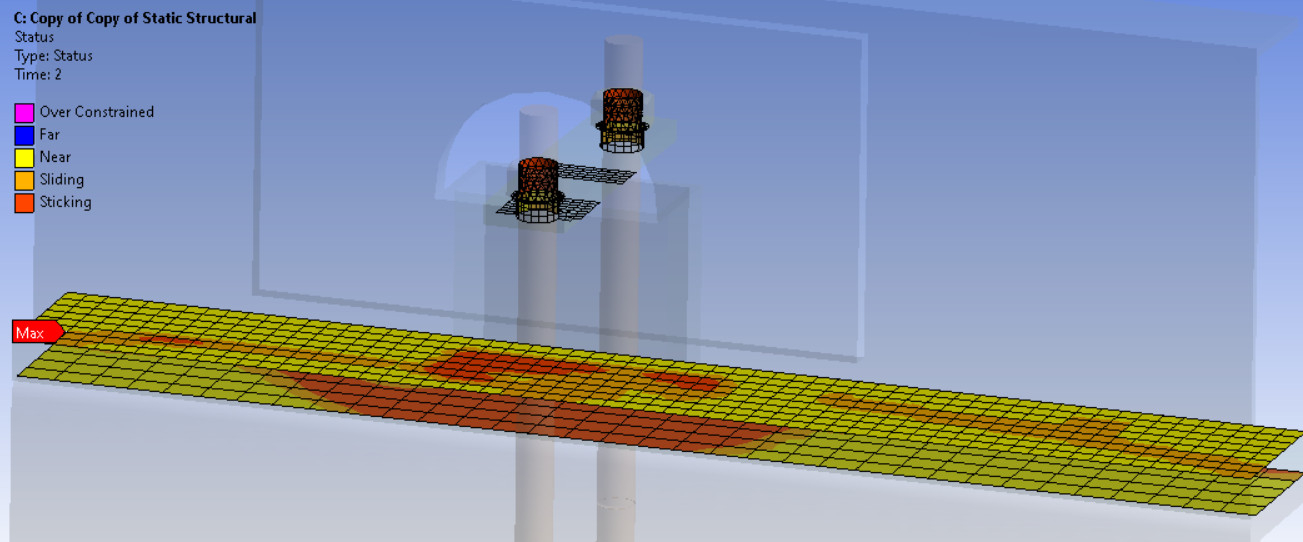 C: Copy of Copy of Static Structural
Status
Type: Status
Time: 2
Over Constrained
Far
Near
Sliding
Sticking
Max